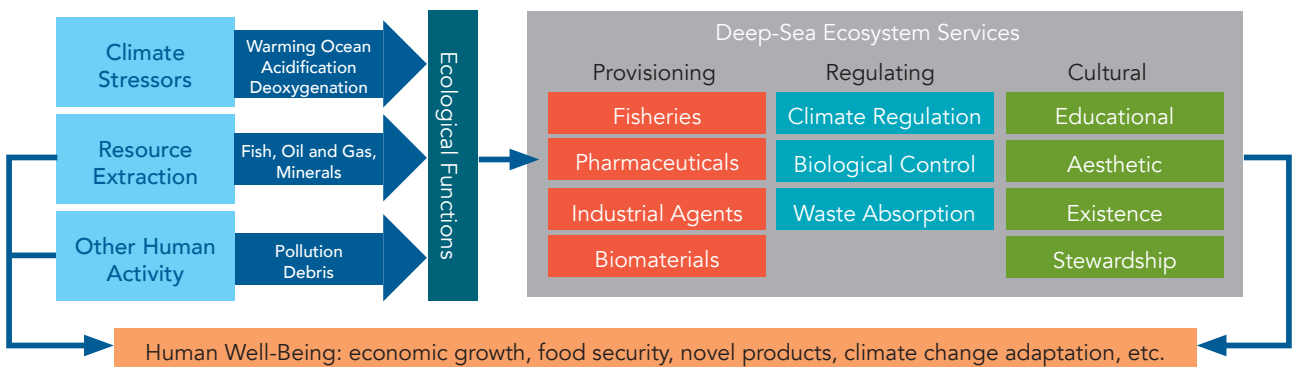 Climate
Stressors
Warming Ocean
Acidification
Deoxygenation
Resource
Extraction
Fish, Oil and Gas,
Minerals
Other Human
Activity
Pollution
Debris
Ecological Functions
Deep-Sea Ecosystem Services
Provisioning
Fisheries
Pharmaceuticals
Industrial Agents
Biomaterials
Regulating
Climate Regulation
Biological Control
Waste Absorption
Cultural
Educational
Aesthetic
Existence
Stewardship
Human Well-Being: economic growth, food security, novel products, climate change adaptation, etc.